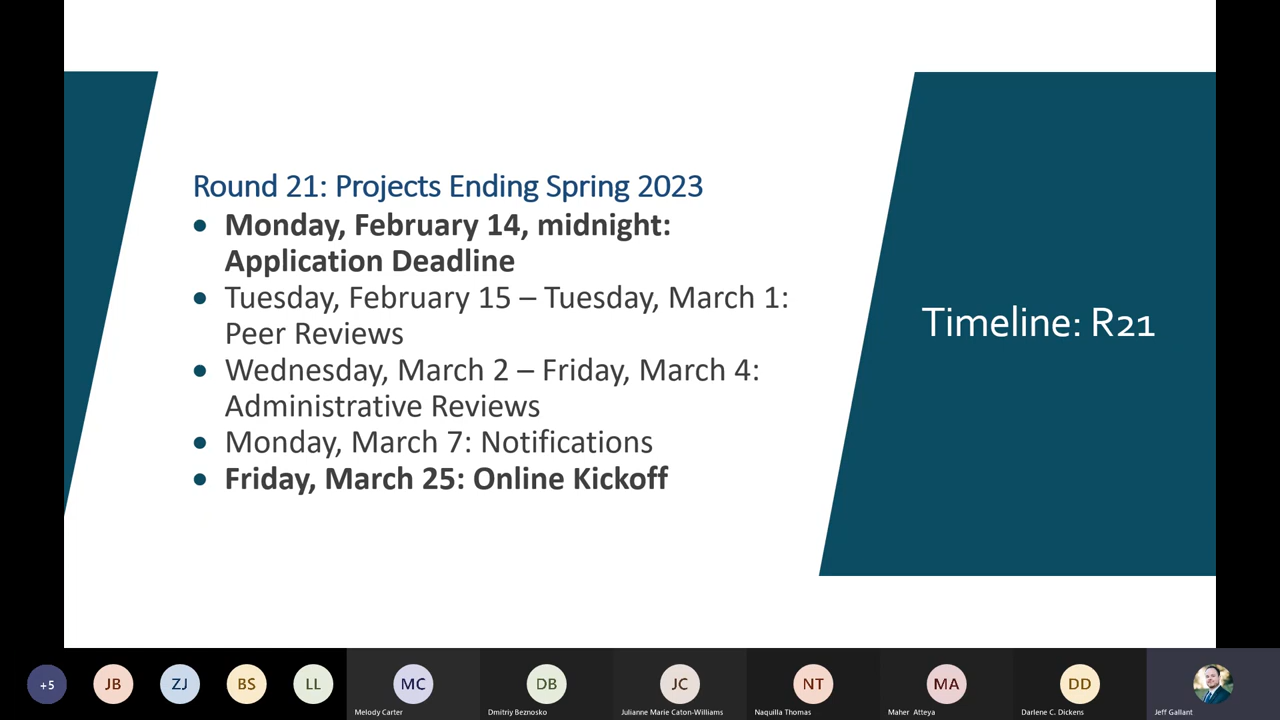 Round 21: Projects Ending Spring 2023
• Monday, February 14, midnight:
Application Deadline
• Tuesday, February 15 – Tuesday, March 1:
Peer Reviews
• Wednesday, March 2 – Friday, March 4:
Administrative Reviews
• Monday, March 7: Notifications
• Friday, March 25: Online Kickoff
Timeline: R21
+5
JB
ZJ
BS
LL
MC
DB
JC
NT
MA
DD
Melody Carter
Dmitriy Beznosko
Julianne Marie Caton-Williams
Naquilla Thomas
Maher Atteya
Darlene C. Dickens
Jeff Gallant